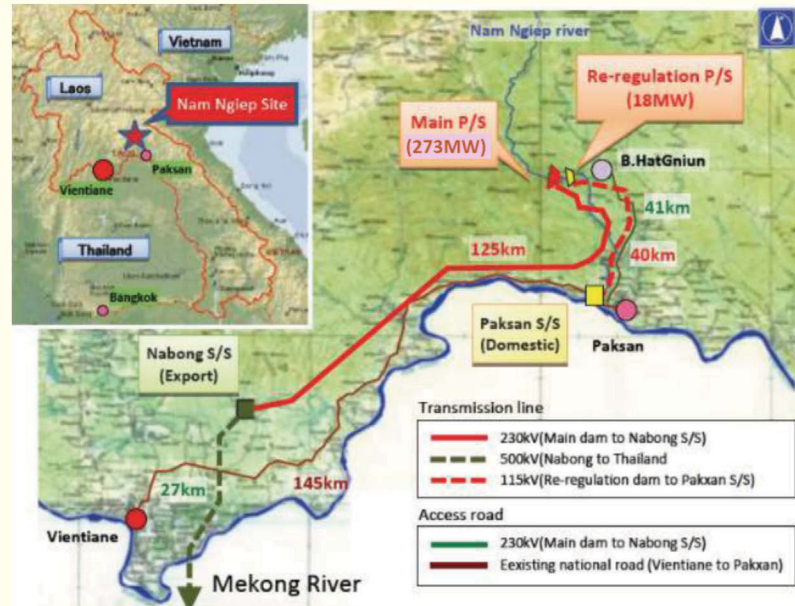 Vietnam
Laos
Nam Ngiep Site
Paksan
Vientiane
Thailand
Bangkok
Nam Ngiep river
Re-regulation P/S
(18MW)
Main P/S
(273MW)
B.HatGniun
41km
125km
40km
Nabong S/S
(Export)
Paksan S/S
(Domestic)
Paksan
27km
145km
Vientiane
Mekong River
Transmission line
230kV(Main dam to Nabong S/S)
500kV(Nabong to Thailand
115kV(Re-regulation dam to Pakxan S/S)
Access road
230kV(Main dam to Nabong S/S)
Eexisting national road (Vientiane to Pakxan)